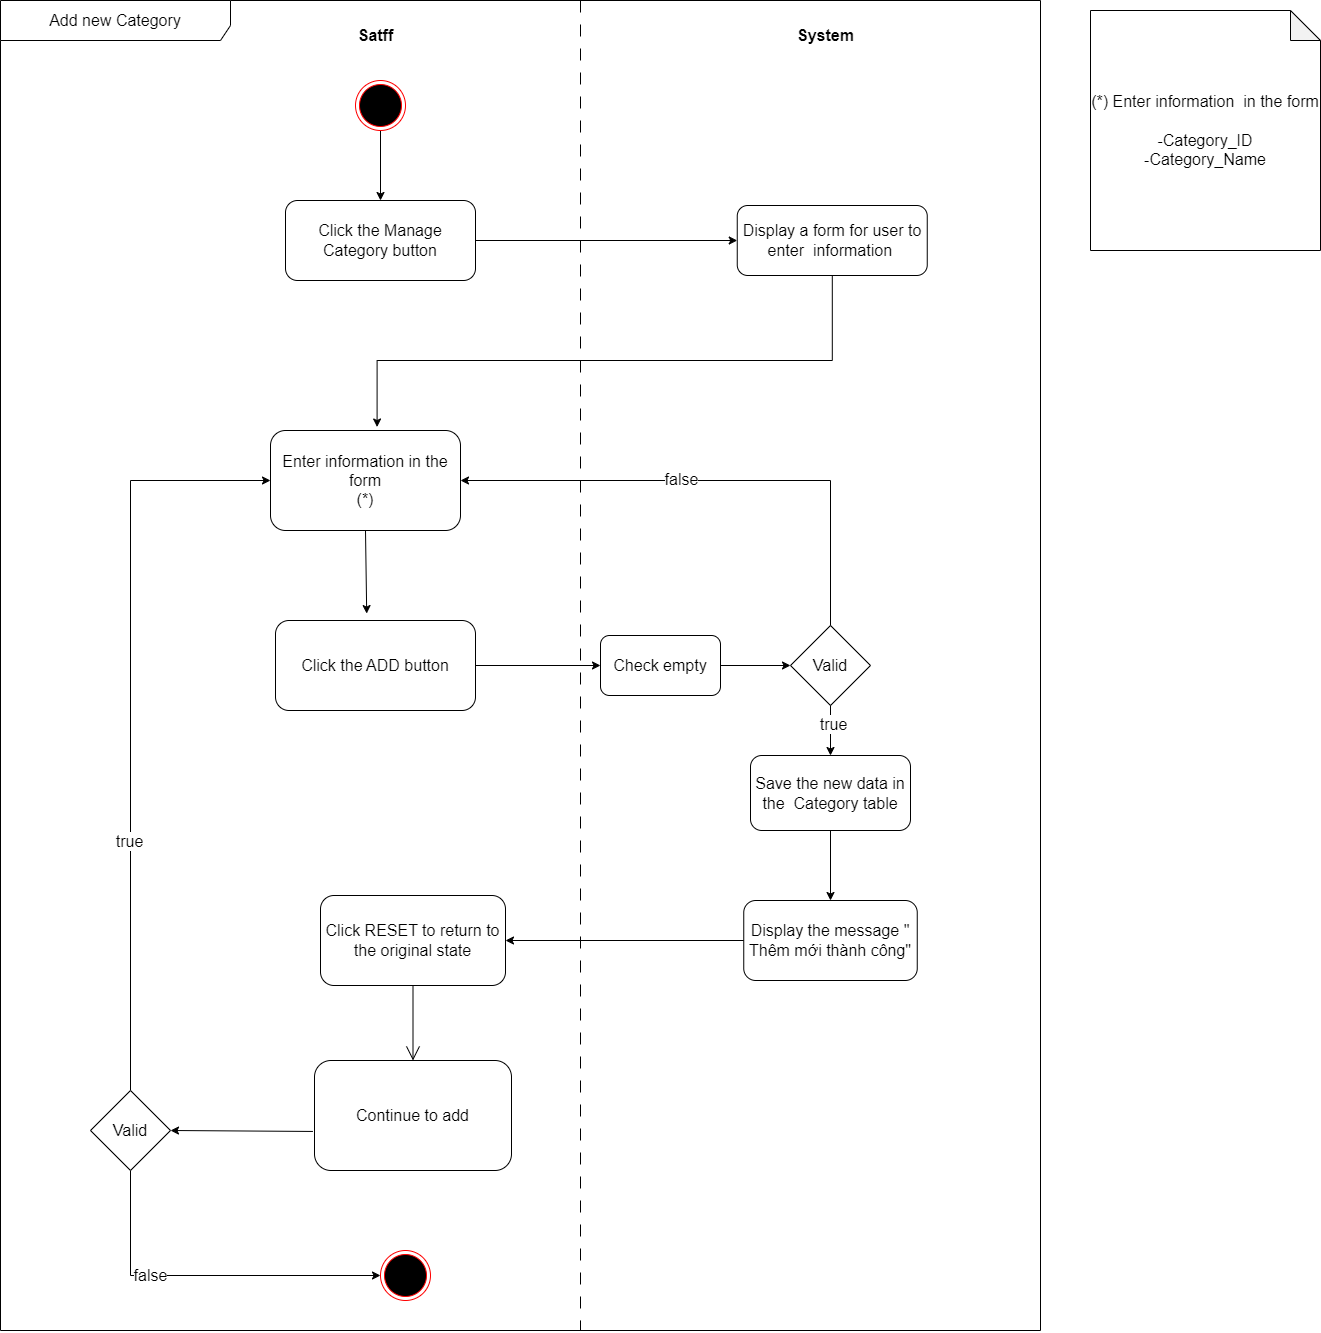 Add new Category
Satff
System
(*) Enter information  in the form
-Category_ID
-Category_Name
Click the Manage
Category button
Display a form for user to
enter  information
Enter information in the
form
(*)
false
Click the ADD button
Check empty
Valid
true
Save the new data in
the  Category table
true
Click RESET to return to
the original state
Display the message "
Thêm mới thành công"
Continue to add
Valid
false